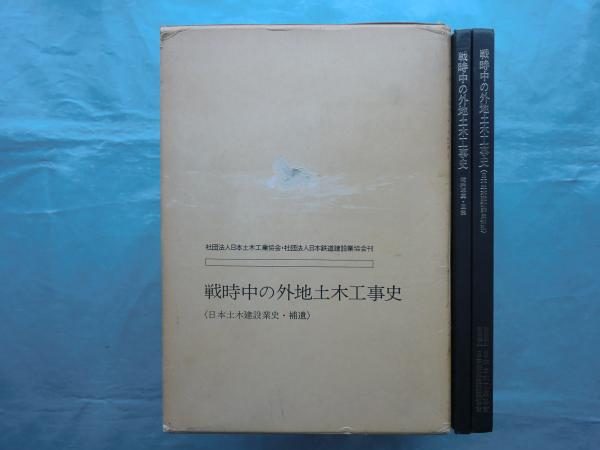 社団法人日本土木工業協会・社団法人日本鉄道建設業協会刊
戦時中の外地土木工事史
〈日本土木建設業史・補遺〉
戦時中の外地土木工事史
戦時中の外地土木工事史